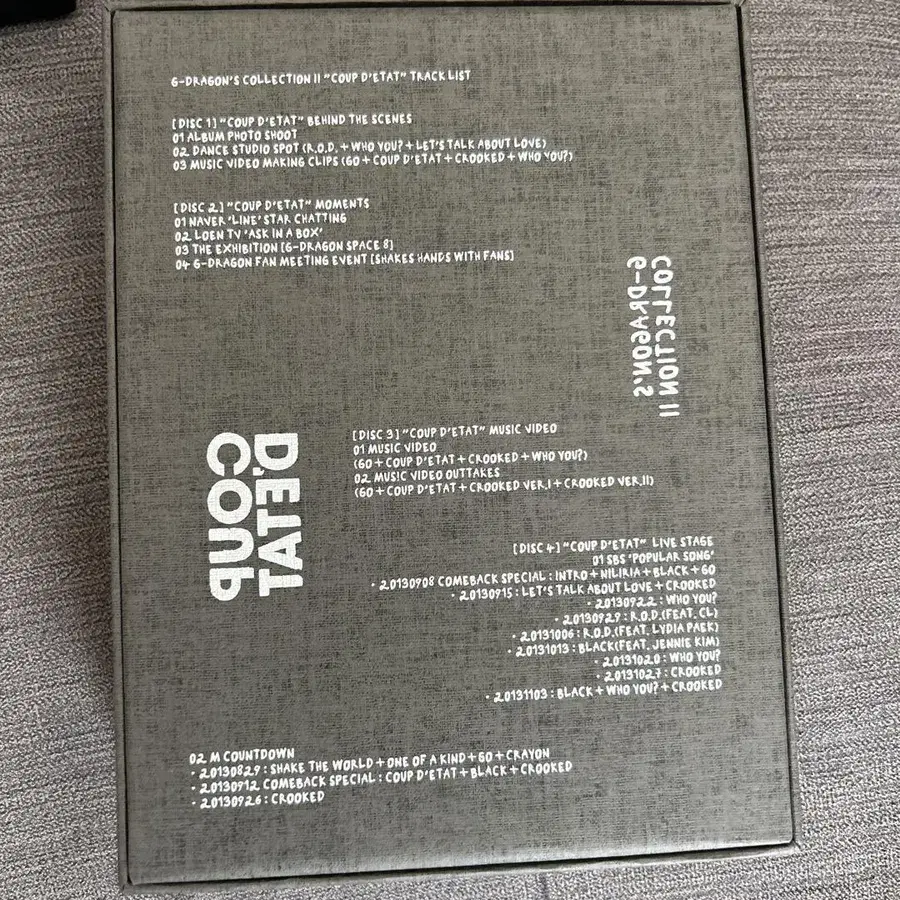 G-DRAGON'S COLLECTION II "COUP D'ETAT" TRACK LIST
[DISC 1] "COUP D'ETAT" BEHIND THE SCENES
01 ALBUM PHOTO SHOOT
02 DANCE STUDIO SPOT (R.O.D. + WHO YOU? + LET'S TALK ABOUT LOVE)
03 MUSIC VIDEO MAKING CLIPS (GO + COUP D'ETAT + CROOKED + WHO YOU?)
[DISC 2] "COUP D'ETAT" MOMENTS
01 NAVER 'LINE' STAR CHATTING
02 LOEN TV 'ASK IN A BOX'
03 THE EXHIBITION [G-DRAGON SPACE 8]
04 G-DRAGON FAN MEETING EVENT [SHAKES HANDS WITH FANS]
G-DRAGON'S
COLLECTION II
COUP
D'ETAT
[DISC 3] "COUP D'ETAT" MUSIC VIDEO
01 MUSIC VIDEO
(GO + COUP D'ETAT + CROOKED + WHO YOU?)
02 MUSIC VIDEO OUTTAKES
(GO + COUP D'ETAT + CROOKED VER.I + CROOKED VER.II)
[DISC 4] "COUP D'ETAT" LIVE STAGE
01 SBS 'POPULAR SONG'
• 20130908 COMEBACK SPECIAL : INTRO + NILIRIA + BLACK + GO
• 20130915 : LET'S TALK ABOUT LOVE + CROOKED
• 20130922 : WHO YOU?
• 20130929 : R.O.D.(FEAT. CL)
• 20131006 : R.O.D.(FEAT. LYDIA PAEK)
• 20131013 : BLACK(FEAT. JENNIE KIM)
• 20131020 : WHO YOU?
• 20131027 : CROOKED
• 20131103 : BLACK + WHO YOU? + CROOKED
02 M COUNTDOWN
• 20130829 : SHAKE THE WORLD + ONE OF A KIND + GO + CRAYON
• 20130912 COMEBACK SPECIAL : COUP D'ETAT + BLACK + CROOKED
• 20130926 : CROOKED